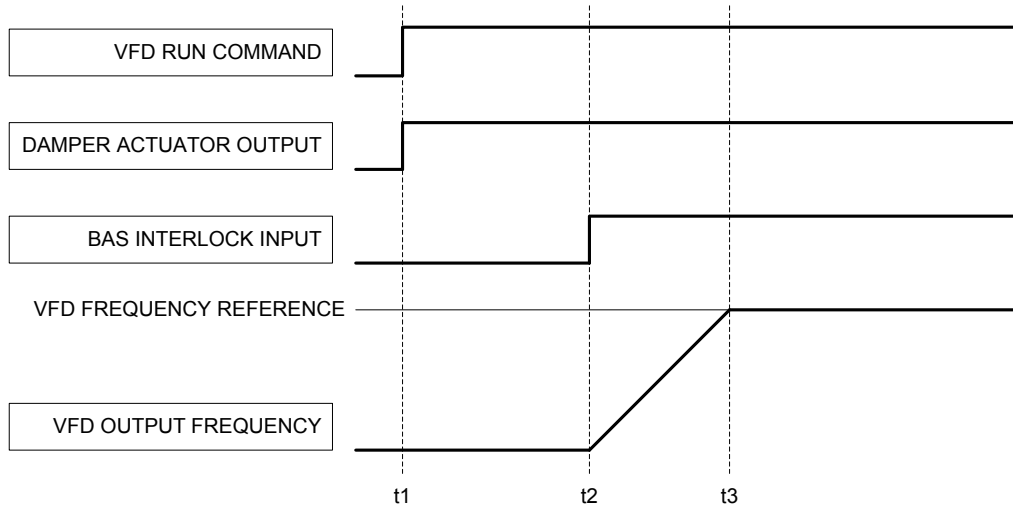 VFD RUN COMMAND
DAMPER ACTUATOR OUTPUT
BAS INTERLOCK INPUT
VFD FREQUENCY REFERENCE
VFD OUTPUT FREQUENCY
t1 t2 t3